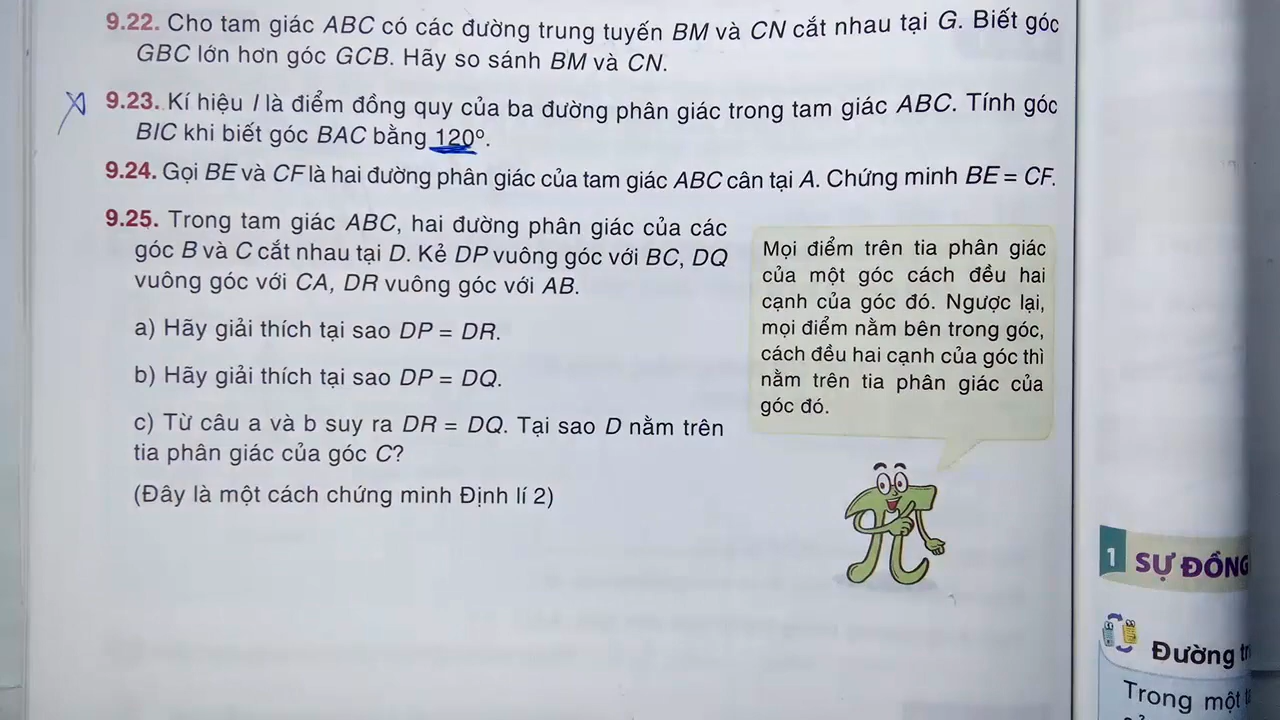 9.22. Cho tam giác ABC có các đường trung tuyến BM và CN cắt nhau tại G. Biết góc
GBC lớn hơn góc GCB. Hãy so sánh BM và CN.
9.23. Kí hiệu I là điểm đồng quy của ba đường phân giác trong tam giác ABC. Tính góc
BIC khi biết góc BAC bằng 120°.
9.24. Gọi BE và CF là hai đường phân giác của tam giác ABC cân tại A. Chứng minh BE = CF.
9.25. Trong tam giác ABC, hai đường phân giác của các
góc B và C cắt nhau tại D. Kẻ DP vuông góc với BC, DQ
vuông góc với CA, DR vuông góc với AB.
a) Hãy giải thích tại sao DP = DR.
b) Hãy giải thích tại sao DP = DQ.
c) Từ câu a và b suy ra DR = DQ. Tại sao D nằm trên
tia phân giác của góc C?
(Đây là một cách chứng minh Định lí 2)
Mọi điểm trên tia phân giác
của một góc cách đều hai
cạnh của góc đó. Ngược lại,
mọi điểm nằm bên trong góc,
cách đều hai cạnh của góc thì
nằm trên tia phân giác của
góc đó.
1 SỰ ĐỒNG
Đường
Trong một